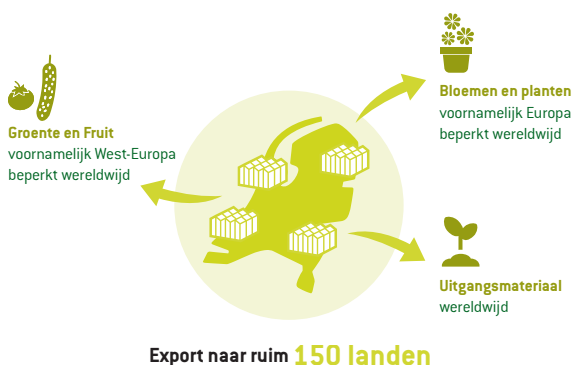 Groente en Fruit
voornamelijk West-Europa
beperkt wereldwijd
Bloemen en planten
voornamelijk Europa
beperkt wereldwijd
Uitgangsmateriaal
wereldwijd
Export naar ruim 150 landen